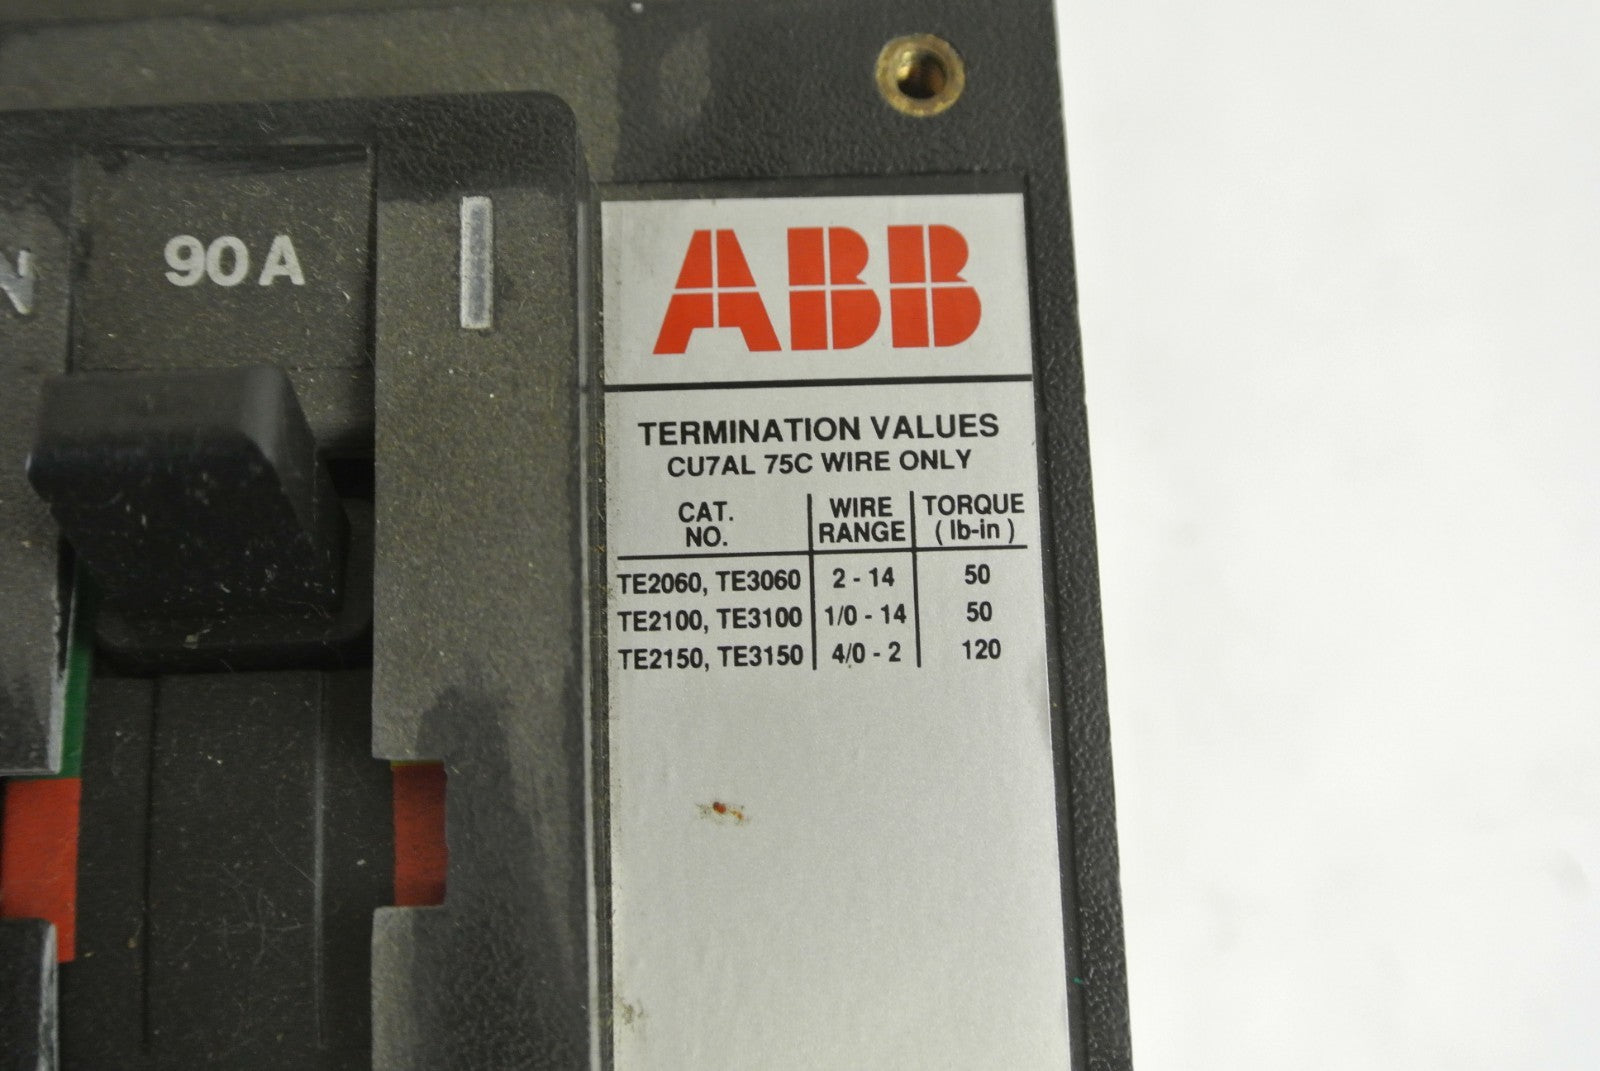 90 A
ABB
TERMINATION VALUES
CU7AL 75C WIRE ONLY
CAT. NO. WIRE RANGE TORQUE ( lb-in )
TE2060, TE3060 2 - 14 50
TE2100, TE3100 1/0 - 14 50
TE2150, TE3150 4/0 - 2 120